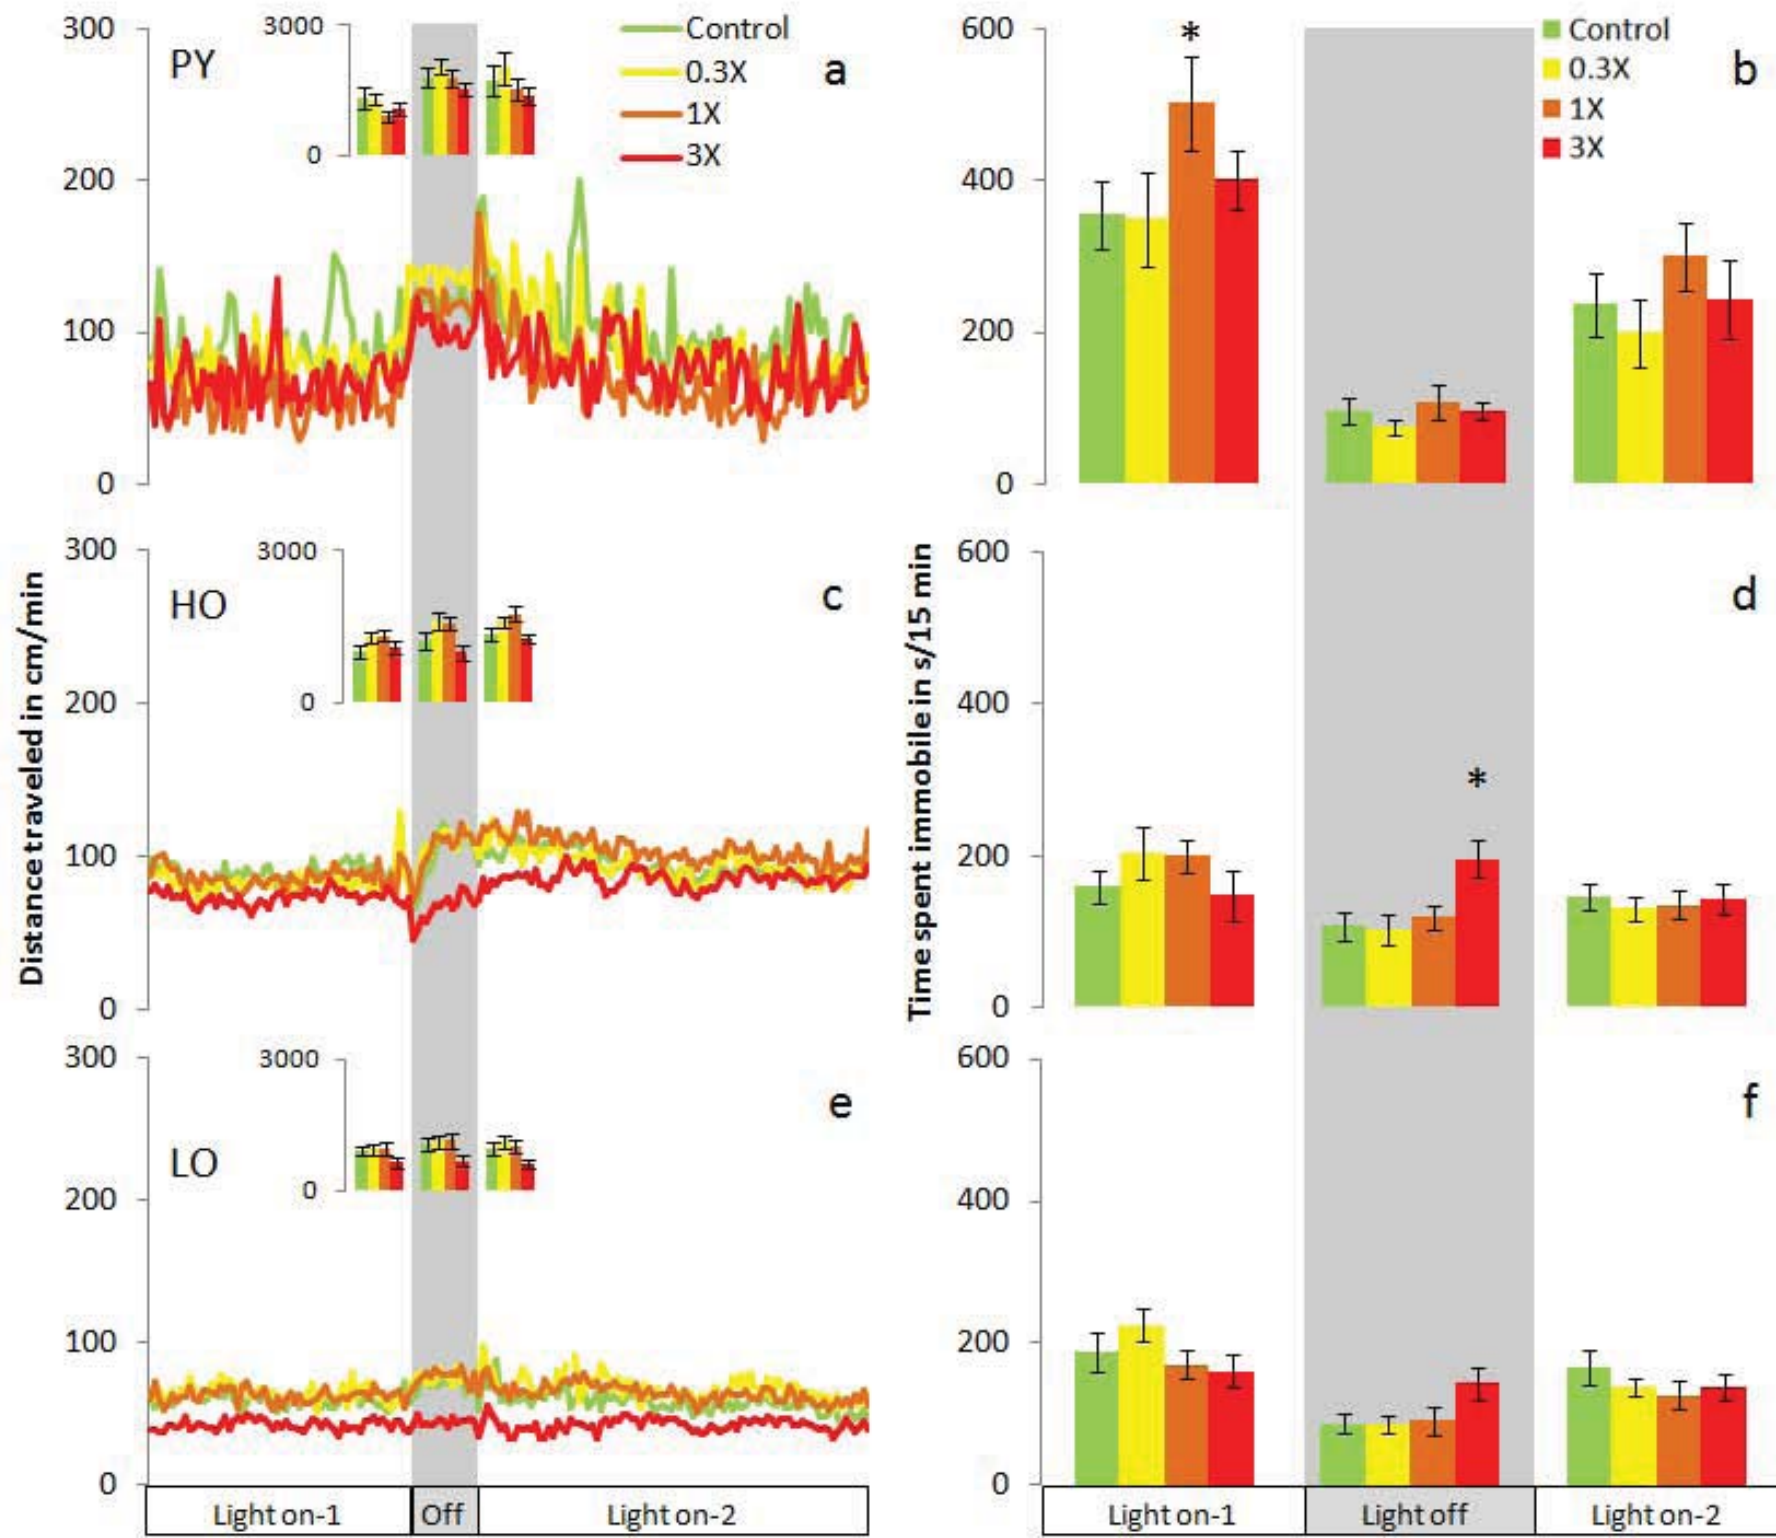 300
200
100
0
PY
3000
0
Control
0.3X
1X
3X
a
600
400
200
0
*
Control
0.3X
1X
3X
b
Distance traveled in cm/min
300
200
100
0
HO
3000
0
c
Time spent immobile in s/15 min
600
400
200
0
*
d
300
200
100
0
LO
3000
0
e
600
400
200
0
f
Light on-1 Off Light on-2
Light on-1 Light off Light on-2